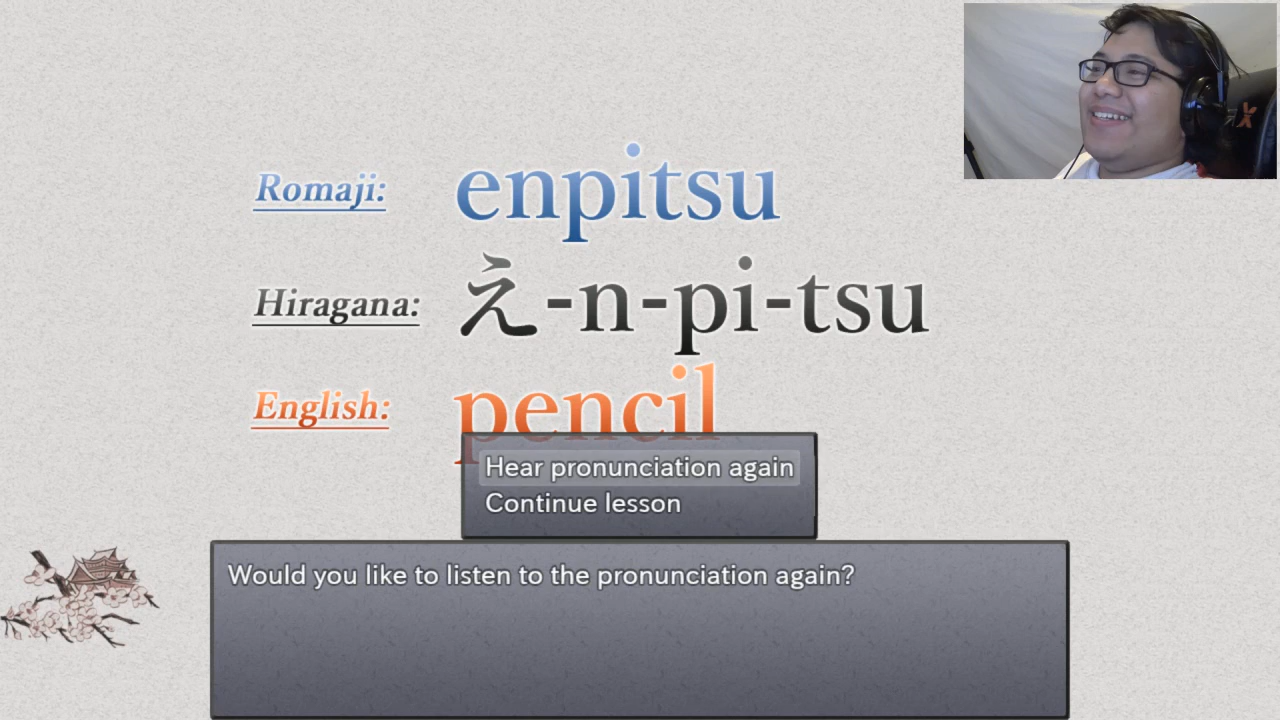 Romaji: enpitsu
Hiragana: え-n-pi-tsu
English: pencil
Hear pronunciation again
Continue lesson
Would you like to listen to the pronunciation again?